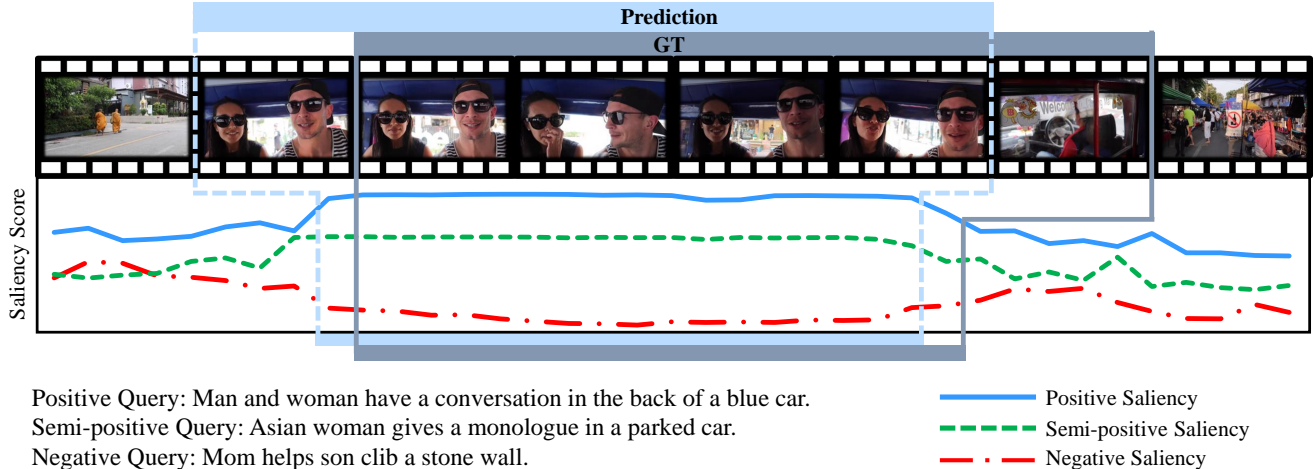 Prediction
GT
Welco
Saliency Score
Positive Query: Man and woman have a conversation in the back of a blue car.
Semi-positive Query: Asian woman gives a monologue in a parked car.
Negative Query: Mom helps son clib a stone wall.
Positive Saliency
Semi-positive Saliency
Negative Saliency